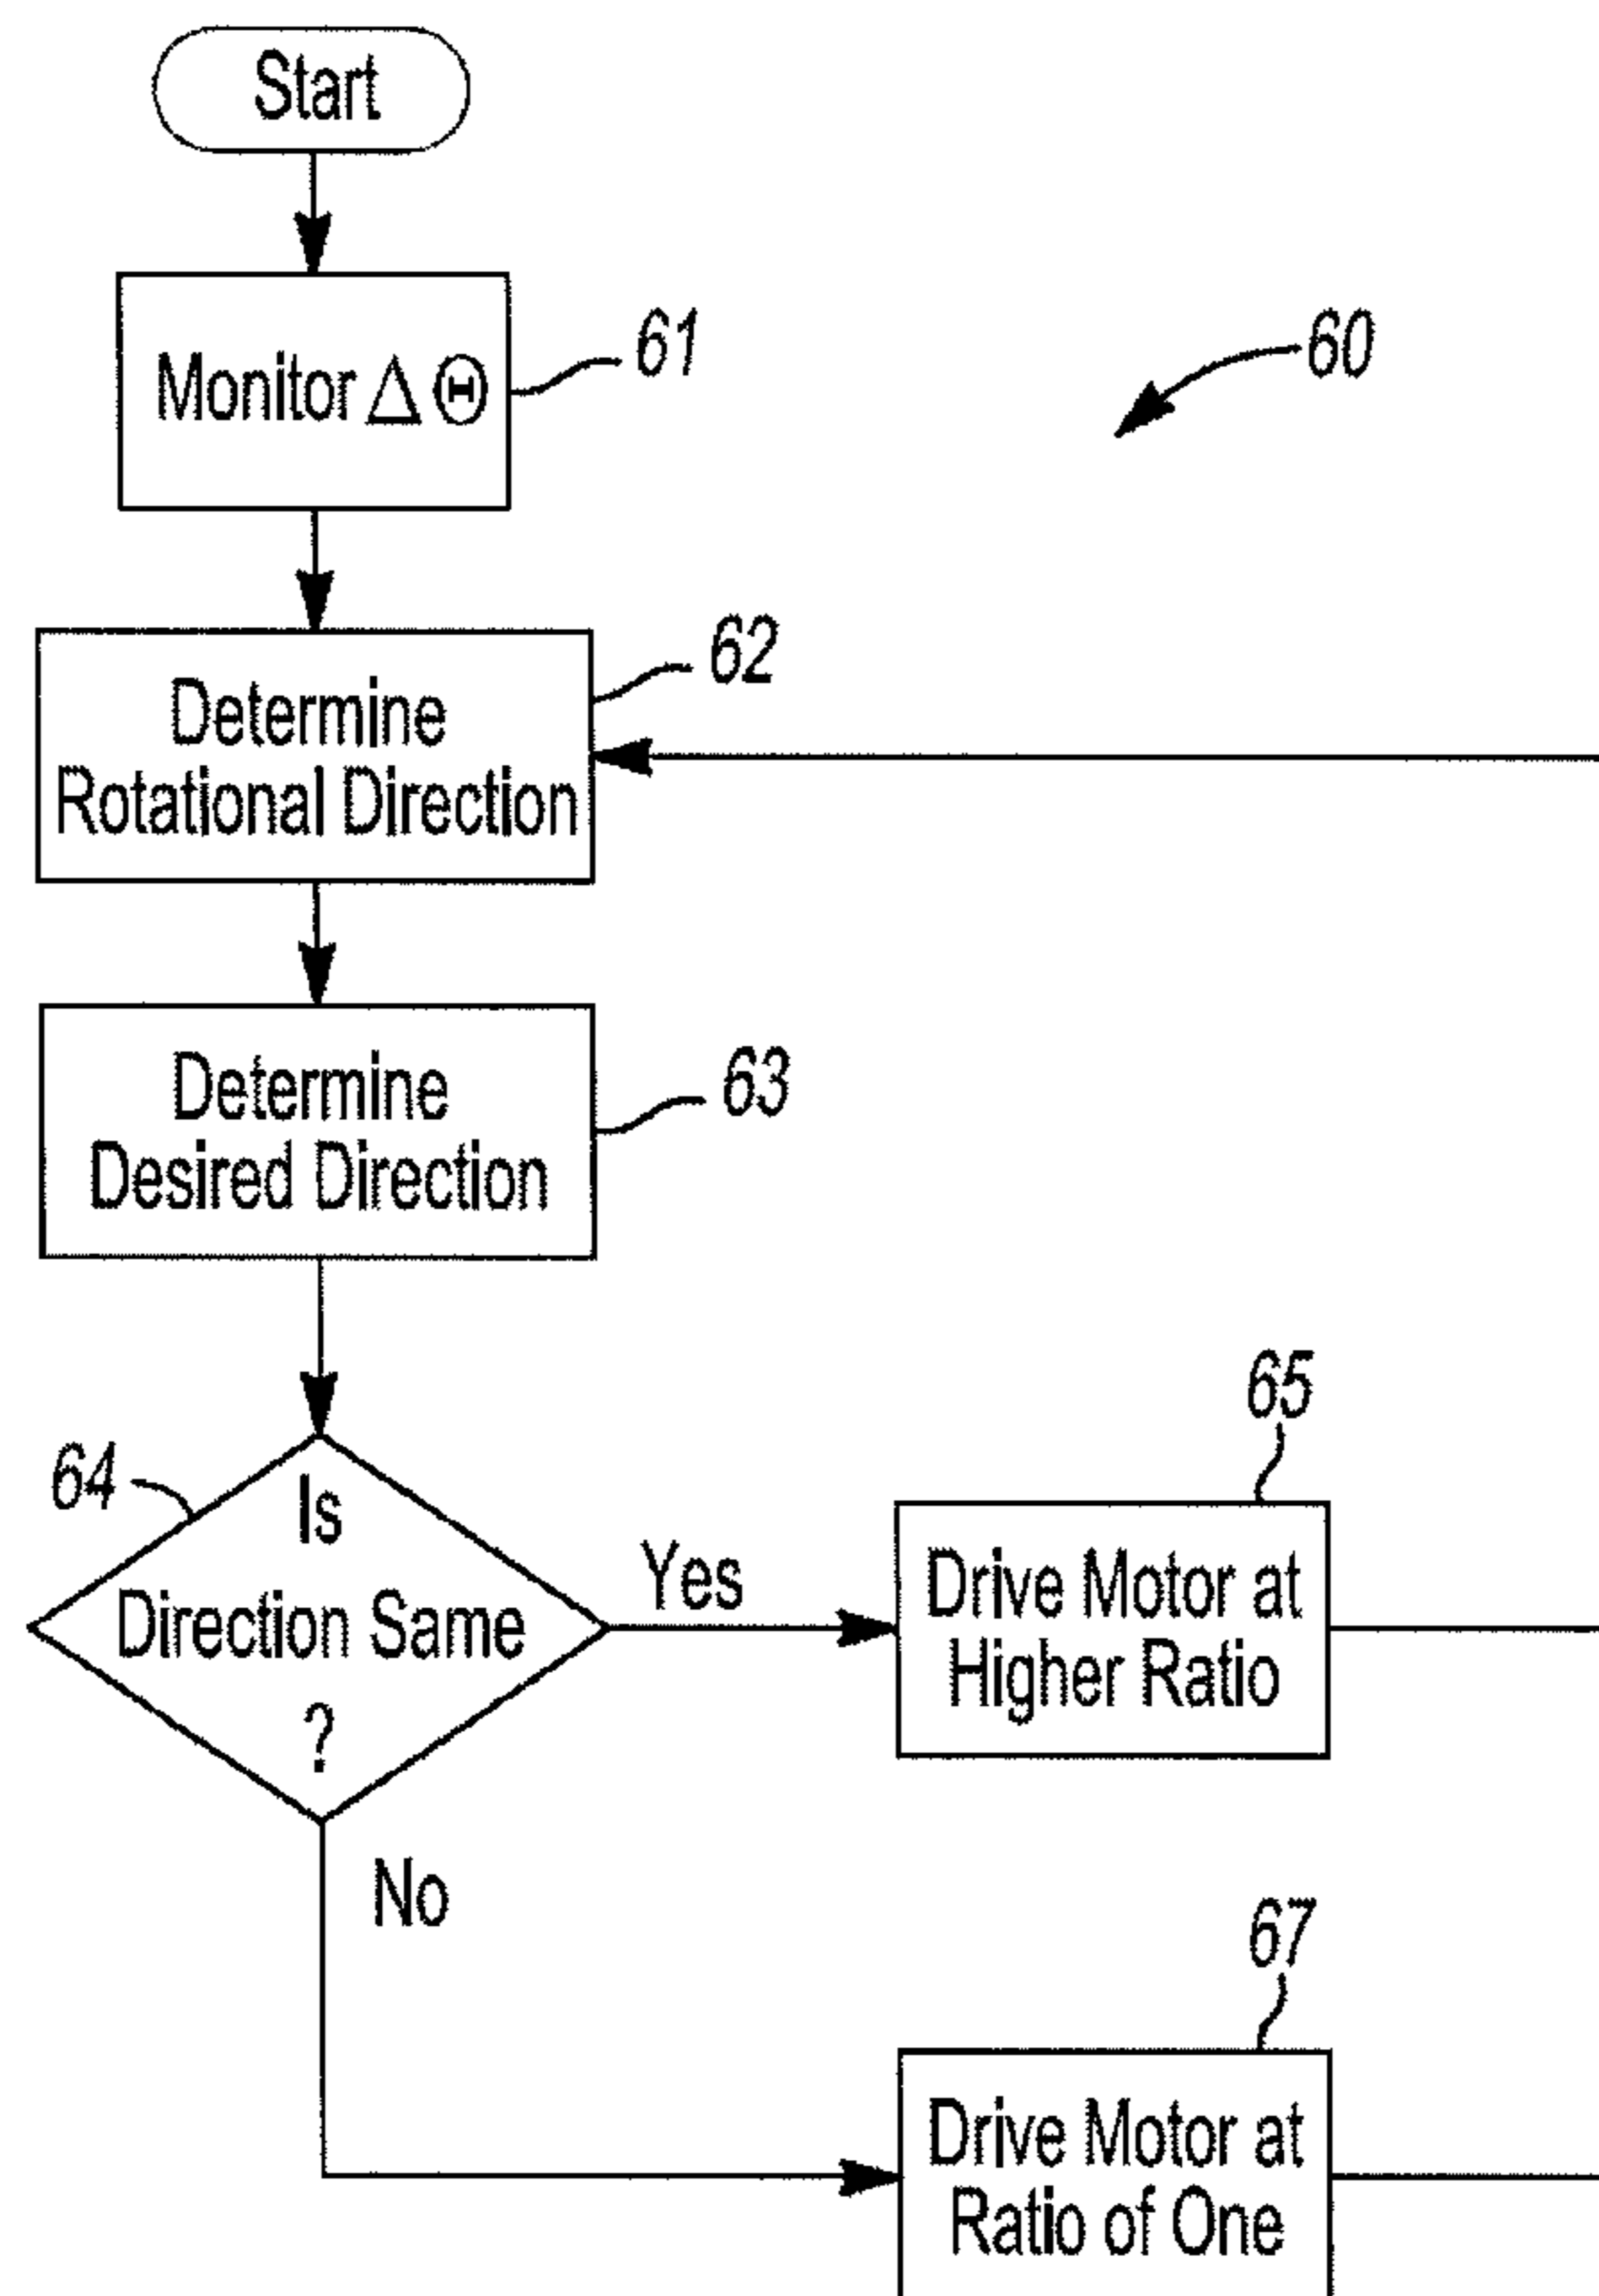 Start
Monitor ΔΘ
61
60
Determine
Rotational Direction
62
Determine
Desired Direction
63
64
Is
Direction Same
?
Yes
No
65
Drive Motor at
Higher Ratio
67
Drive Motor at
Ratio of One